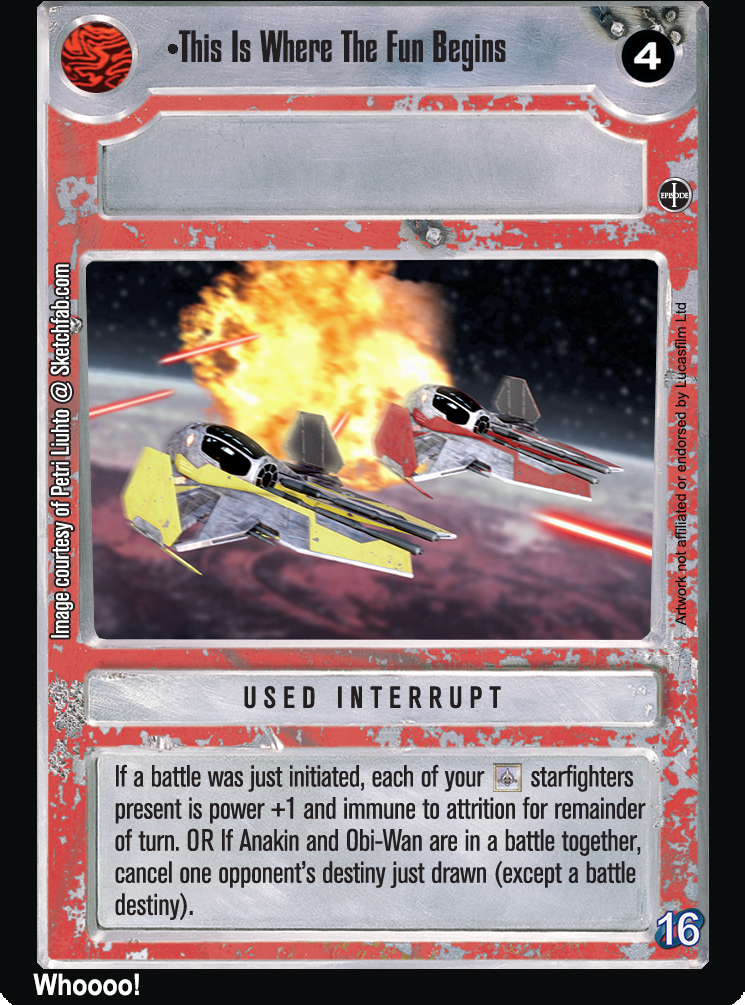 •This Is Where The Fun Begins
4
EPISODE
I
Image courtesy of Petri Liuhto @ Sketchfab.com
Artwork not affiliated or endorsed by Lucasfilm Ltd
USED INTERRUPT
If a battle was just initiated, each of your starfighters
present is power +1 and immune to attrition for remainder
of turn. OR If Anakin and Obi-Wan are in a battle together,
cancel one opponent's destiny just drawn (except a battle
destiny).
16
Whoooo!